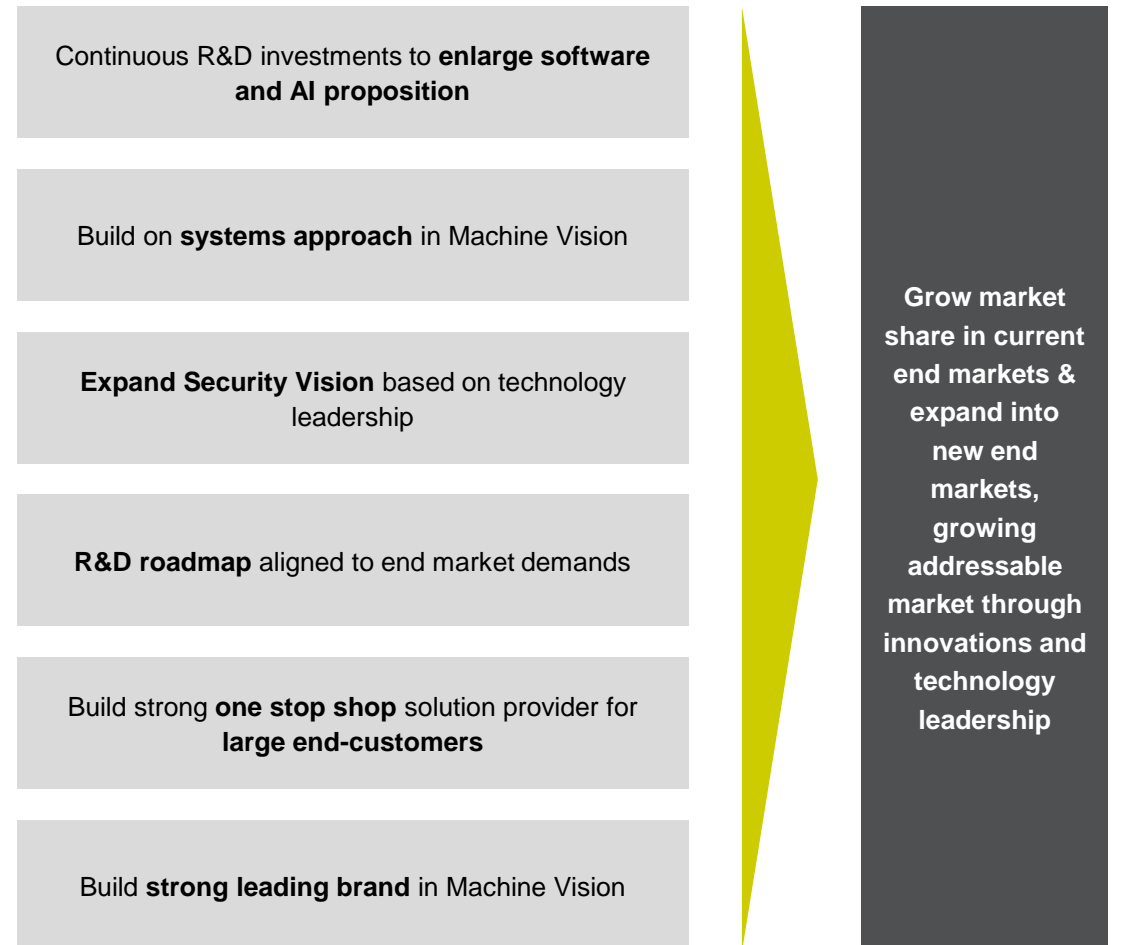 Continuous R&D investments to enlarge software
and AI proposition
Build on systems approach in Machine Vision
Expand Security Vision based on technology
leadership
R&D roadmap aligned to end market demands
Build strong one stop shop solution provider for
large end-customers
Build strong leading brand in Machine Vision
Grow market
share in current
end markets &
expand into
new end
markets,
growing
addressable
market through
innovations and
technology
leadership